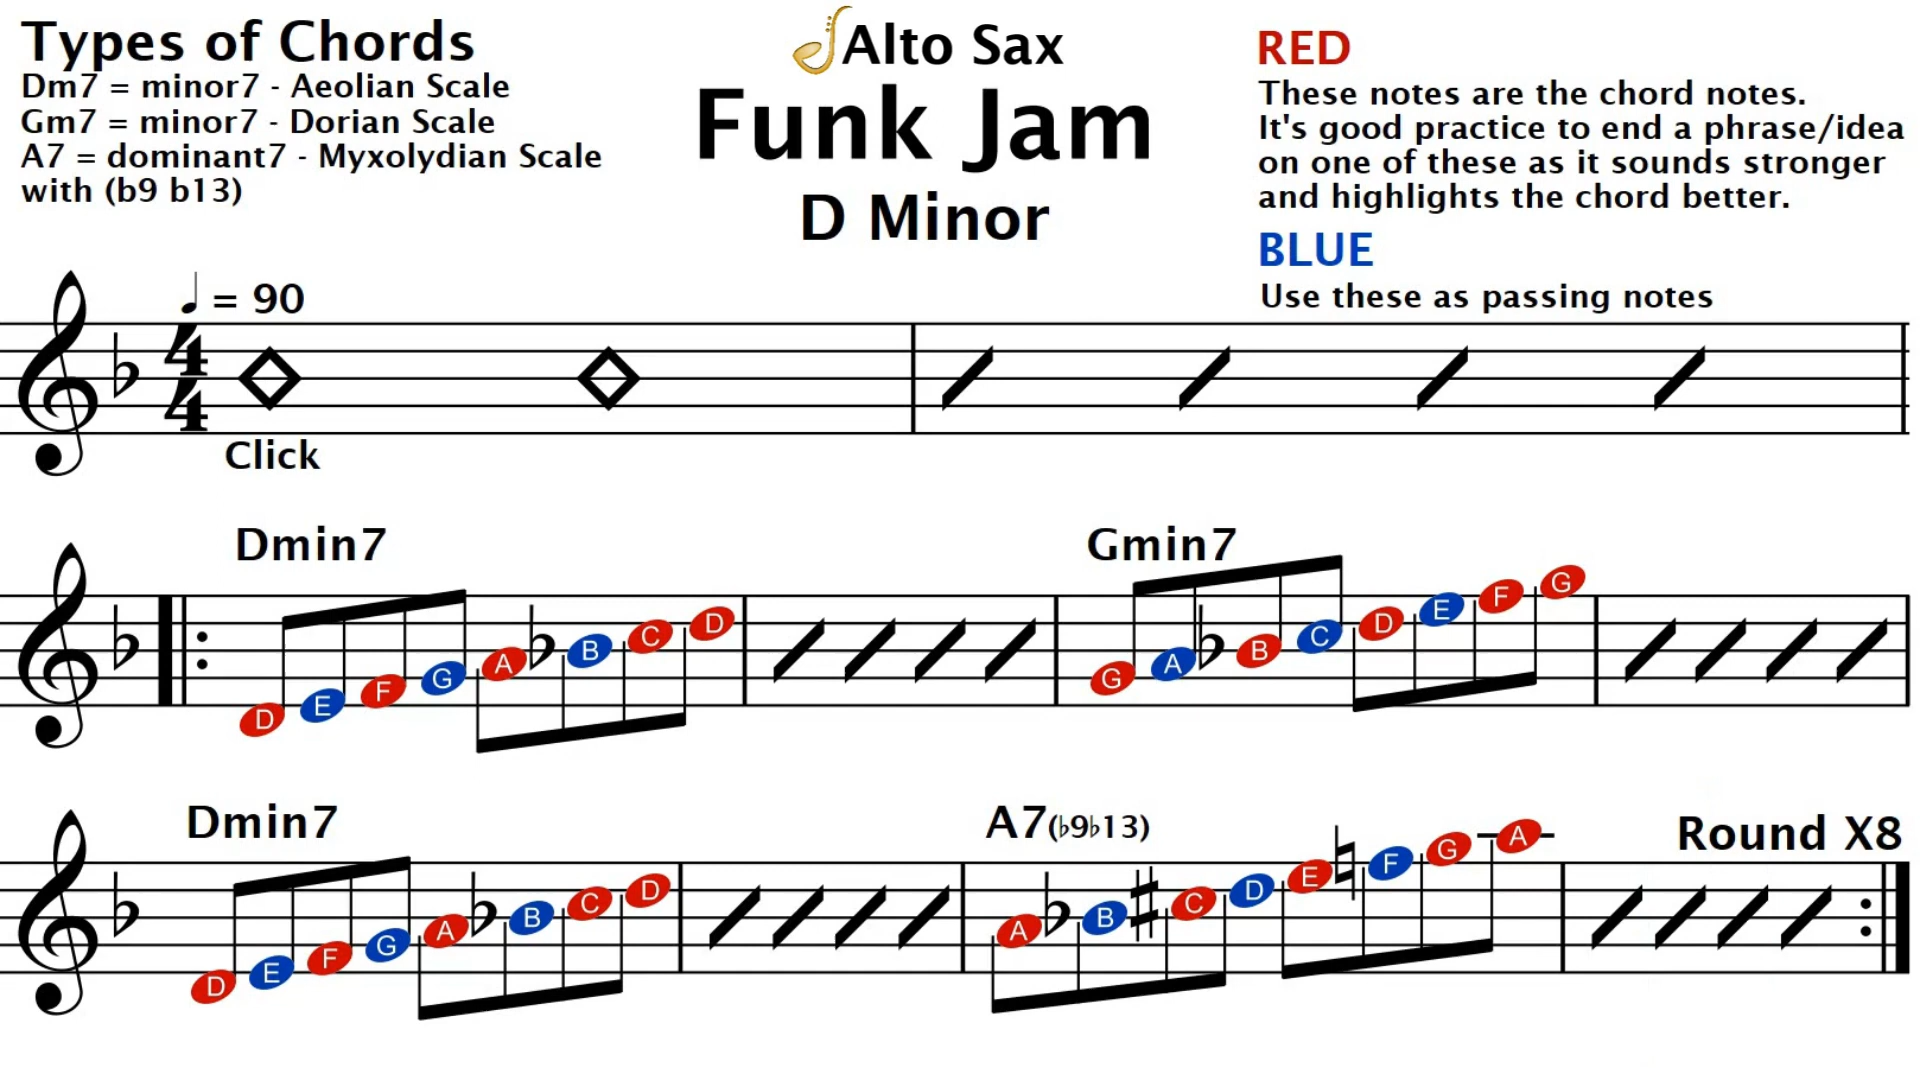 Types of Chords
Dm7 = minor7 - Aeolian Scale
Gm7 = minor7 - Dorian Scale
A7 = dominant7 - Myxolydian Scale
with (b9 b13)
Alto Sax
Funk Jam
D Minor
RED
These notes are the chord notes.
It's good practice to end a phrase/idea
on one of these as it sounds stronger
and highlights the chord better.
BLUE
Use these as passing notes
♩ = 90
4
4
Click
Dmin7 Gmin7
D E F G A ♭ B C D G A ♭ B C D E F G
Dmin7 A7(♭9♭13) Round X8
D E F G A ♭ B C D A ♭ B ♯ C D E ♮ F G A